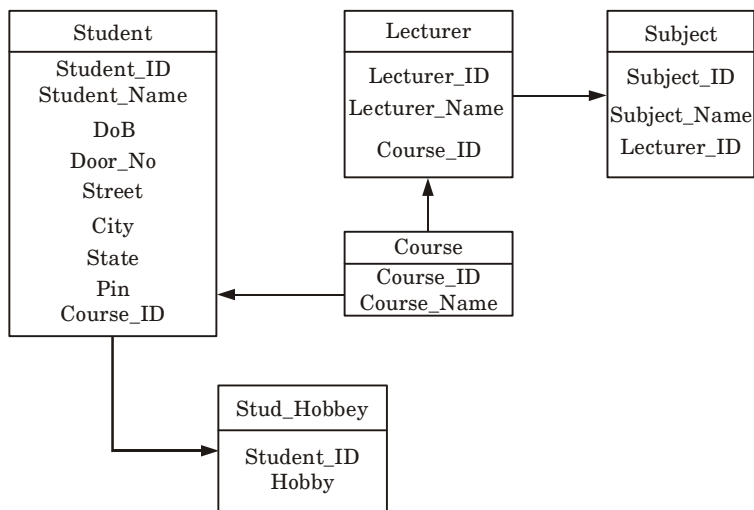 Student
Student_ID
Student_Name
DoB
Door_No
Street
City
State
Pin
Course_ID
Lecturer
Lecturer_ID
Lecturer_Name
Course_ID
Subject
Subject_ID
Subject_Name
Lecturer_ID
Course
Course_ID
Course_Name
Stud_Hobbey
Student_ID
Hobby